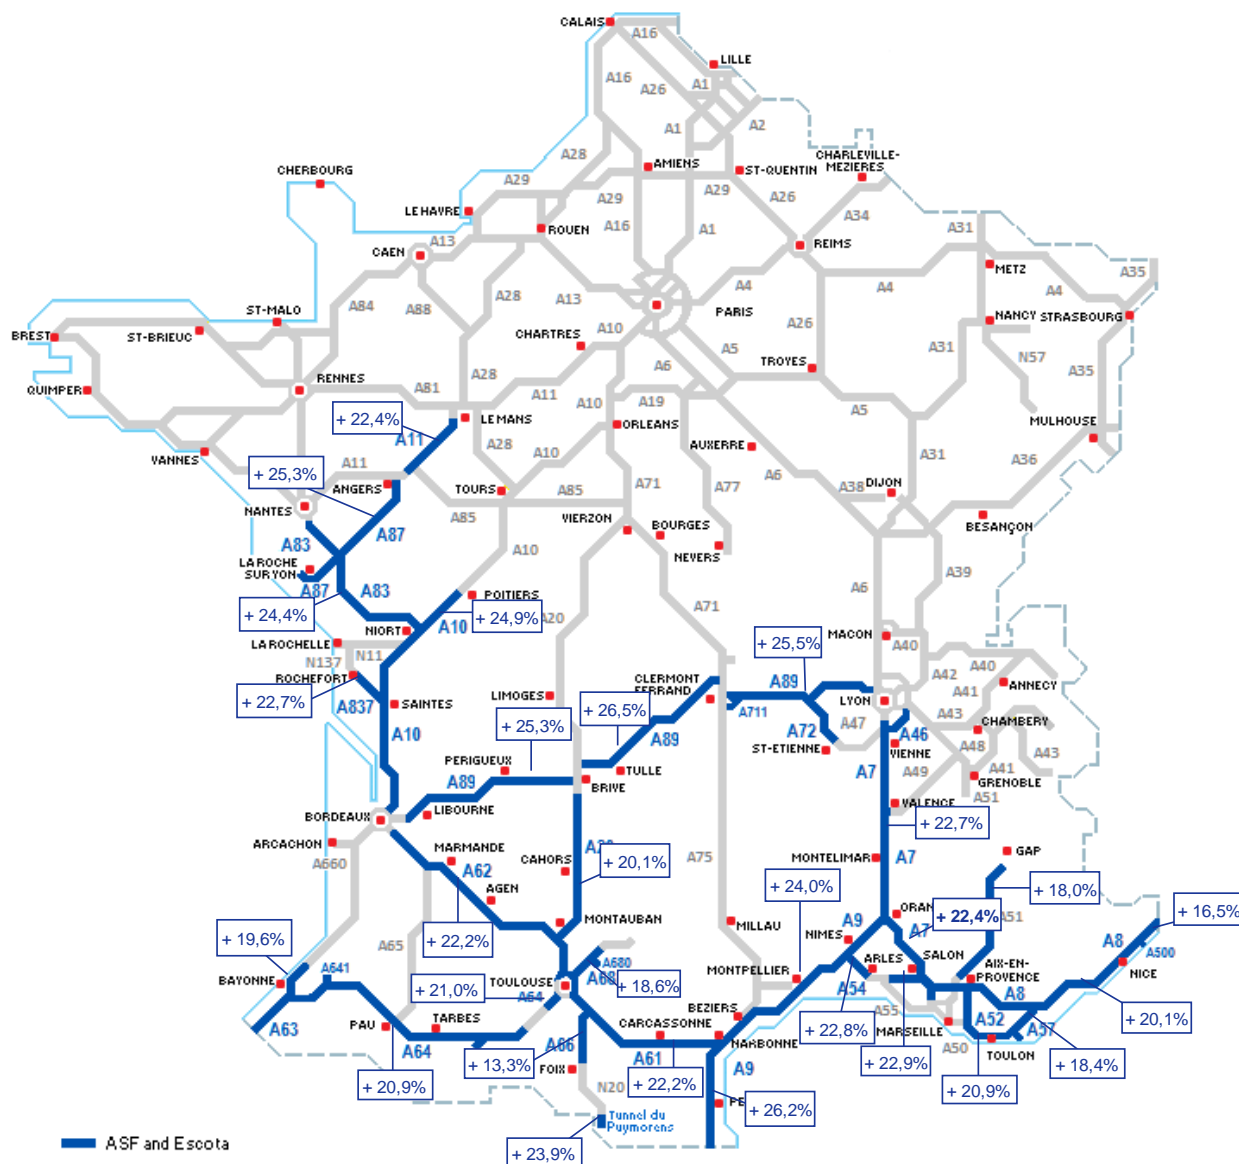 CALAIS
A16
LILLE
A16
A26
A1
A2
A1
A28
AMIENS
ST-QUENTIN
CHARLEVILLE-
MEZIERES
CHERBOURG
A29
A29
A29
A26
LE HAVRE
A16
A34
ROUEN
A1
A31
CAEN
A13
REIMS
METZ
A35
A4
A4
A4
A28
A13
A84
A88
ST-MALO
PARIS
NANCY
STRASBOURG
BREST
ST-BRIEUC
CHARTRES
A10
A26
A5
A31
N57
TROYES
A6
A35
RENNES
A28
QUIMPER
A81
A11
A10
A19
A5
+ 22,4%
LE MANS
ORLEANS
MULHOUSE
A11
A28
AUXERRE
A10
A31
VANNES
A11
A6
A36
+ 25,3%
ANGERS
TOURS
A85
A71
A77
A38
DIJON
NANTES
A85
VIERZON
BOURGES
BESANÇON
A83
A87
A10
NEVERS
LA ROCHE
SUR YON
A39
A87
A83
POITIERS
A6
+ 24,4%
A10
+ 24,9%
A20
A71
NIORT
MACON
A40
LA ROCHELLE
+ 25,5%
N137
N11
A40
ROCHEFORT
CLERMONT
FERRAND
A89
A42
A41
ANNECY
+ 22,7%
A837
SAINTES
LIMOGES
LYON
A711
+ 26,5%
A43
CHAMBERY
A10
+ 25,3%
A72
A47
A46
A89
ST-ETIENNE
VIENNE
A48
A43
PERIGUEUX
TULLE
A7
A49
A41
A89
BRIVE
GRENOBLE
A51
LIBOURNE
VALENCE
BORDEAUX
+ 22,7%
ARCACHON
MARMANDE
A660
A62
CAHORS
+ 20,1%
A75
MONTELIMAR
A7
GAP
AGEN
+ 24,0%
+ 18,0%
MONTAUBAN
MILLAU
A9
A51
+ 16,5%
+ 19,6%
+ 22,2%
NIMES
A7
+ 22,4%
A65
A8
A500
BAYONNE
A641
A680
ARLES
SALON
AIX-EN-
PROVENCE
NICE
TOULOUSE
A68
MONTPELLIER
+ 21,0%
A64
+ 18,6%
A54
A8
BEZIERS
A55
A63
PAU
TARBES
CARCASSONNE
+ 22,8%
MARSEILLE
A52
A57
+ 20,1%
A64
A66
NARBONNE
A50
TOULON
+ 13,3%
A61
+ 22,9%
+ 18,4%
FOIX
A9
+ 20,9%
+ 22,2%
+ 20,9%
N20
+ 26,2%
Tunnel du
Puymorens
ASF and Escota
+ 23,9%